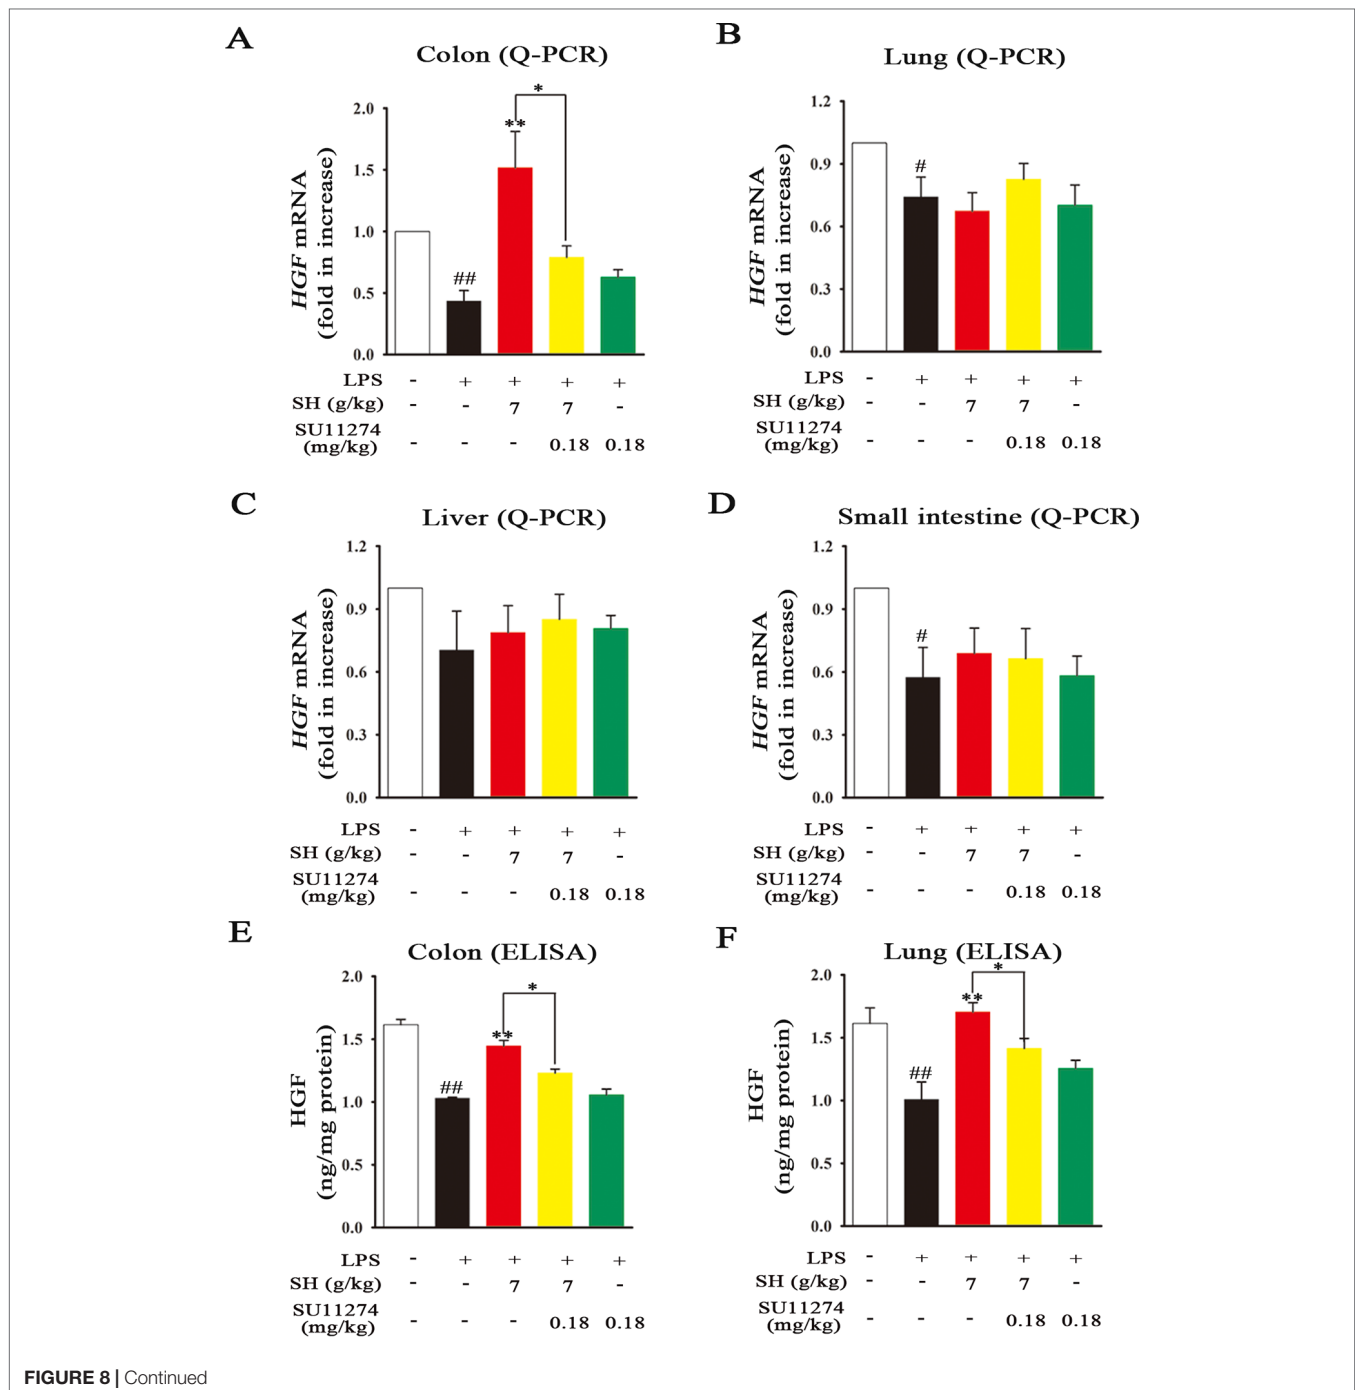 A
Colon (Q-PCR)
HGF mRNA
(fold in increase)
2.0
1.5
1.0
0.5
0.0
*
**
##
LPS - + + + +
SH (g/kg) - - 7 7 -
SU11274
(mg/kg) - - - 0.18 0.18
B
Lung (Q-PCR)
HGF mRNA
(fold in increase)
1.2
0.9
0.6
0.3
0.0
#
LPS - + + + +
SH (g/kg) - - 7 7 -
SU11274
(mg/kg) - - - 0.18 0.18
C
Liver (Q-PCR)
HGF mRNA
(fold in increase)
1.2
0.9
0.6
0.3
0.0
LPS - + + + +
SH (g/kg) - - 7 7 -
SU11274
(mg/kg) - - - 0.18 0.18
D
Small intestine (Q-PCR)
HGF mRNA
(fold in increase)
1.2
0.9
0.6
0.3
0.0
#
LPS - + + + +
SH (g/kg) - - 7 7 -
SU11274
(mg/kg) - - - 0.18 0.18
E
Colon (ELISA)
HGF
(ng/mg protein)
2.0
1.5
1.0
0.5
0.0
*
**
##
LPS - + + + +
SH (g/kg) - - 7 7 -
SU11274
(mg/kg) - - - 0.18 0.18
F
Lung (ELISA)
HGF
(ng/mg protein)
2.0
1.5
1.0
0.5
0.0
*
**
##
LPS - + + + +
SH (g/kg) - - 7 7 -
SU11274
(mg/kg) - - - 0.18 0.18
FIGURE 8 | Continued